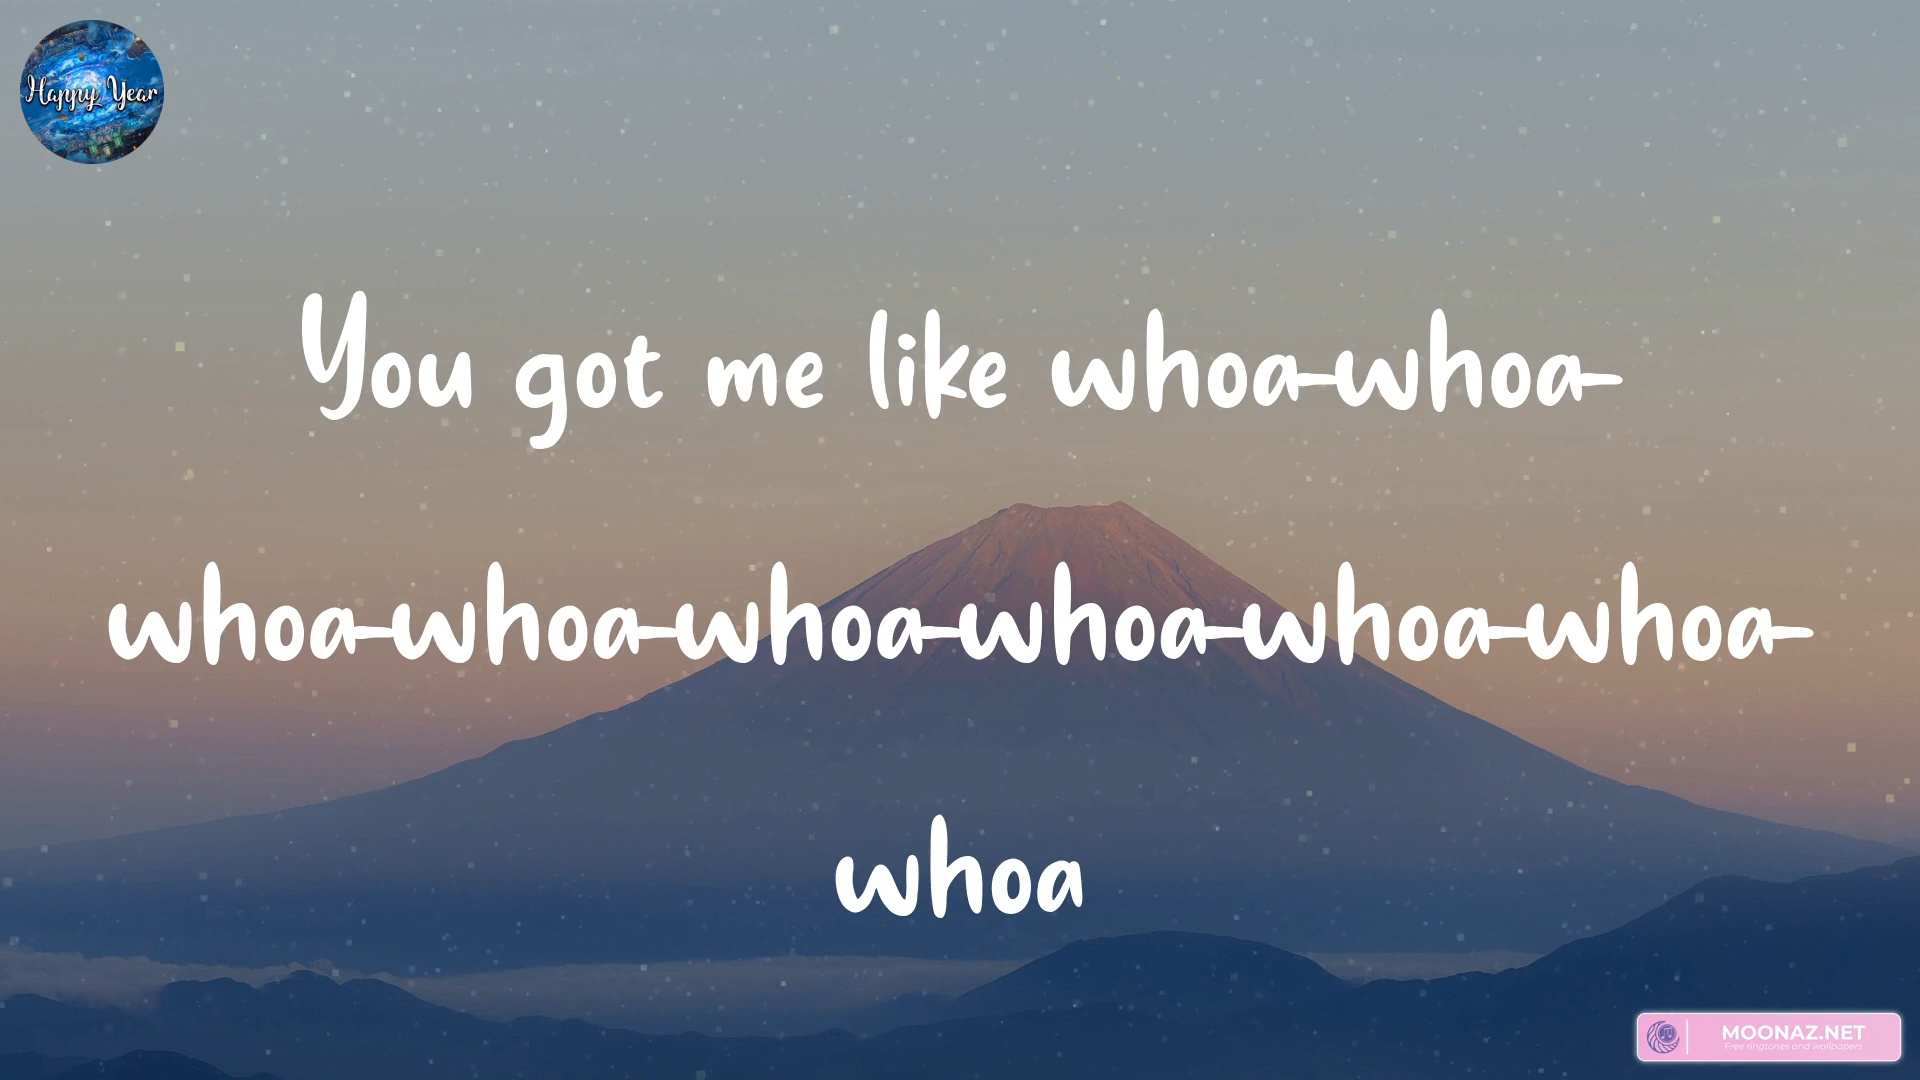 Happy Year
You got me like whoa-whoa-
whoa-whoa-whoa-whoa-whoa-whoa-
whoa
MOONAZ.NET
Free ringtones and wallpapers